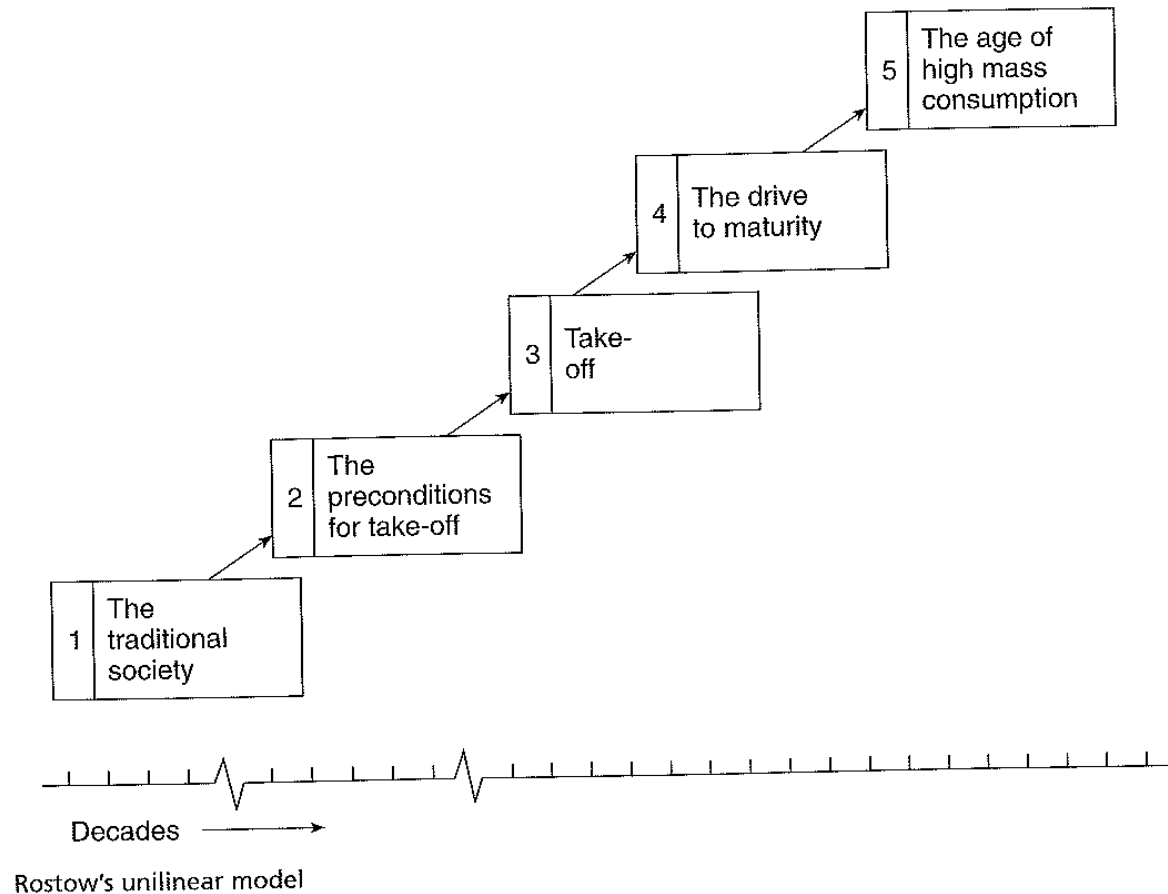 5
The age of
high mass
consumption
4
The drive
to maturity
3
Take-
off
2
The
preconditions
for take-off
1
The
traditional
society
Decades
Rostow's unilinear model